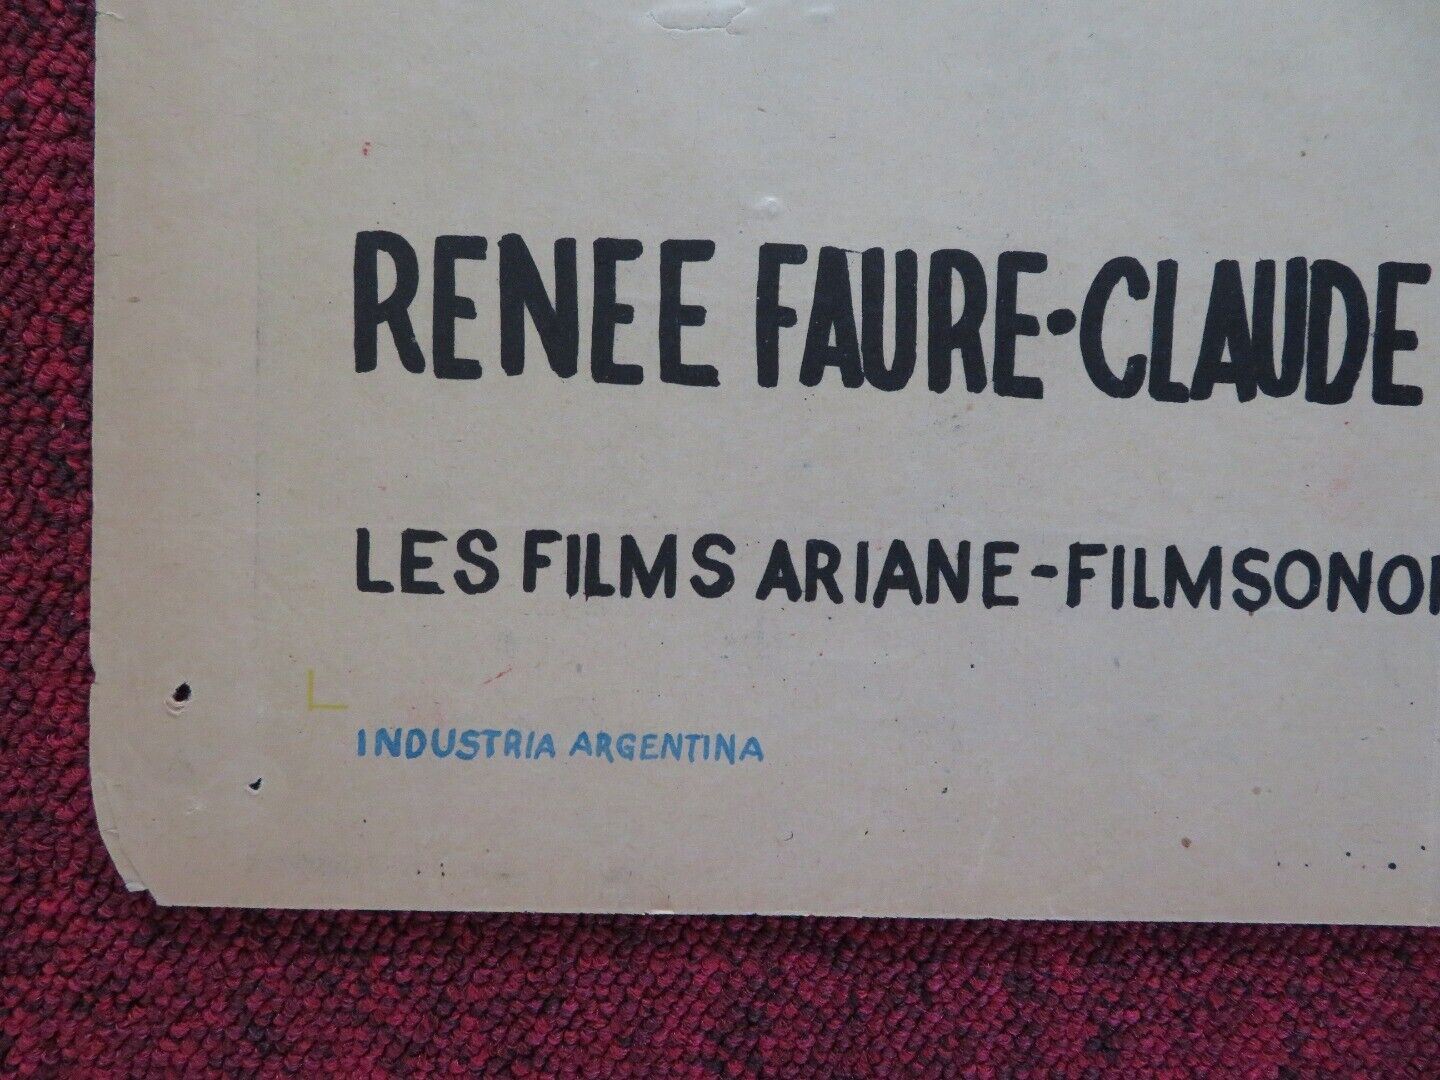 RENEE FAURE·CLAUDE
LES FILMS ARIANE-FILMSONO
INDUSTRIA ARGENTINA